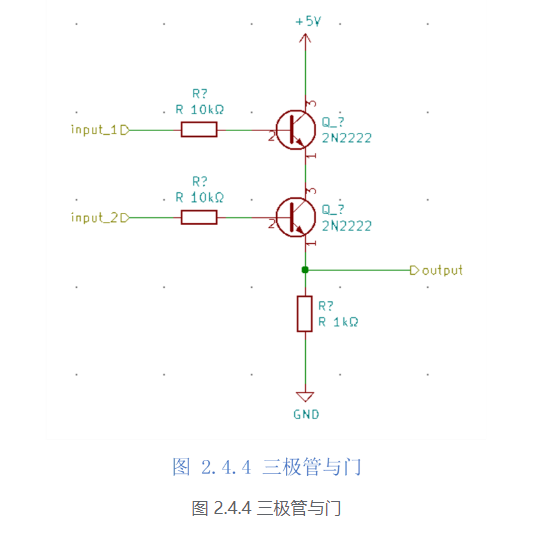 +5V
R?
R 10kΩ
3
input_1
2
Q_?
2N2222
1
R?
R 10kΩ
3
input_2
2
Q_?
2N2222
1
output
R?
R 1kΩ
GND
图 2.4.4 三极管与门
图 2.4.4 三极管与门